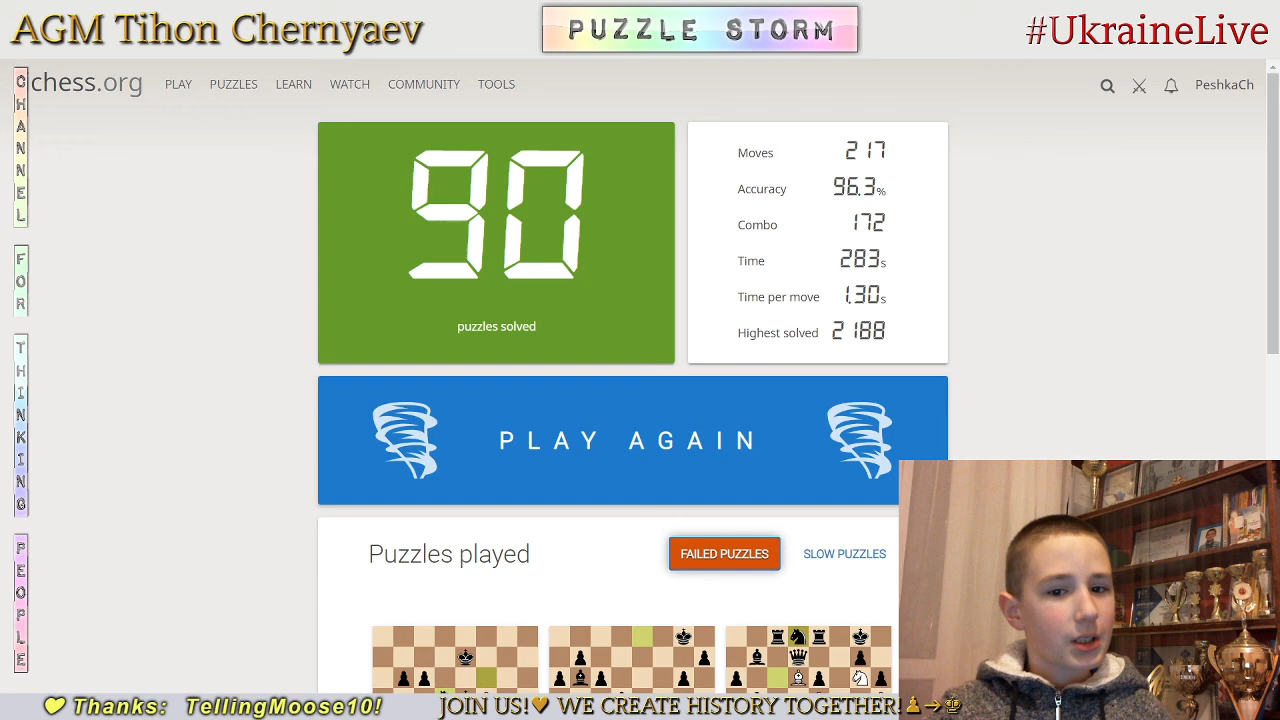 AGM Tihon Chernyaev
PUZZLE STORM
#UkraineLive
chess.org
PLAY
PUZZLES
LEARN
WATCH
COMMUNITY
TOOLS
PeshkaCh
CHANNEL
FOR
THINKING
PEOPLE
90
puzzles solved
Moves 217
Accuracy 96.3%
Combo 172
Time 283s
Time per move 1.30s
Highest solved 2188
PLAY AGAIN
Puzzles played
FAILED PUZZLES
SLOW PUZZLES
Thanks: TellingMoose10!
JOIN US! WE CREATE HISTORY TOGETHER!